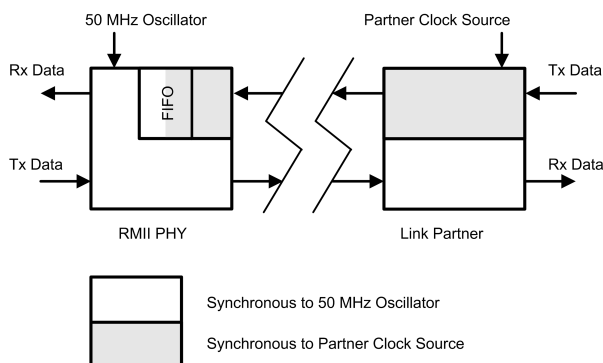 50 MHz Oscillator
Partner Clock Source
Rx Data
FIFO
Tx Data
Tx Data
Rx Data
RMII PHY
Link Partner
Synchronous to 50 MHz Oscillator
Synchronous to Partner Clock Source